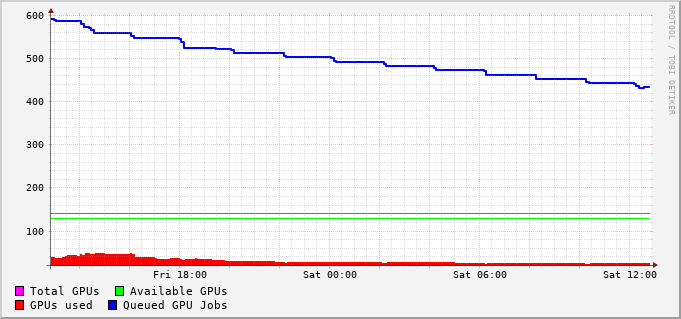 600
500
400
300
200
100
Fri 18:00 Sat 00:00 Sat 06:00 Sat 12:00
Total GPUs Available GPUs
GPUs used Queued GPU Jobs
RRDTOOL / TOBI OETIKER